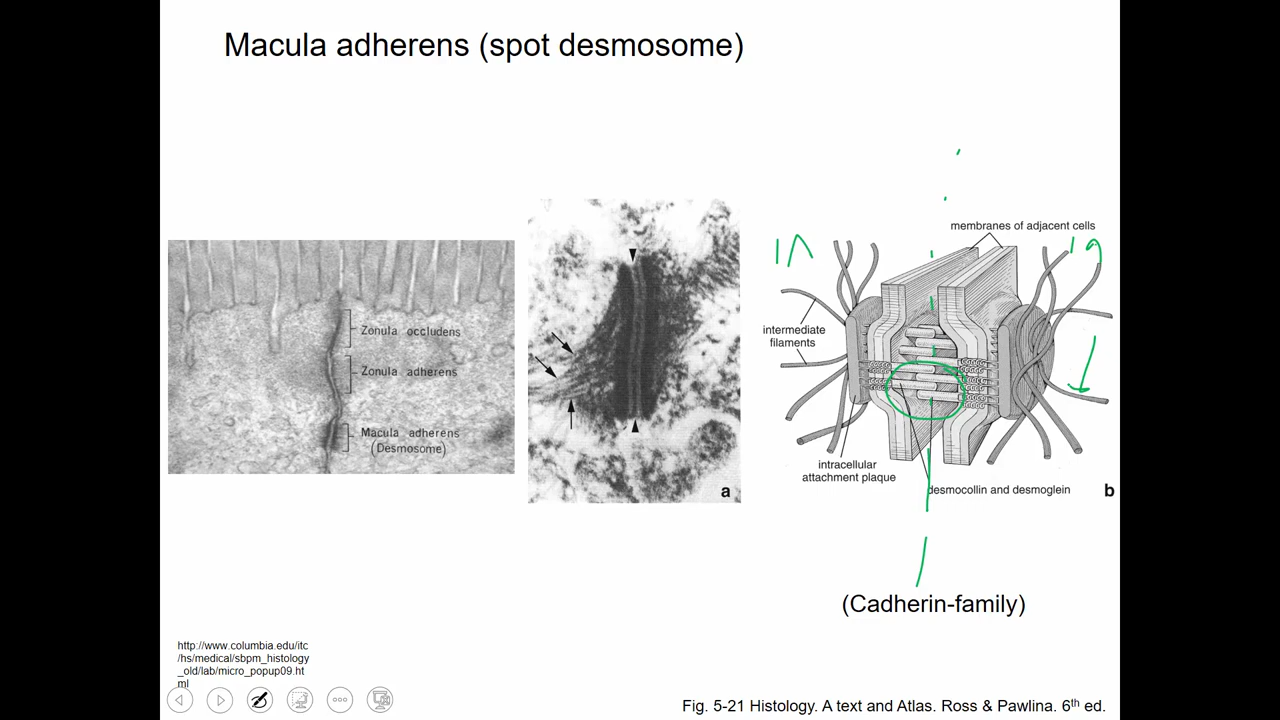 Macula adherens (spot desmosome)
Zonula occludens
Zonula adherens
Macula adherens
(Desmosome)
a
membranes of adjacent cells
intermediate
filaments
intracellular
attachment plaque
desmocollin and desmoglein
b
(Cadherin-family)
http://www.columbia.edu/itc
/hs/medical/sbpm_histology
_old/lab/micro_popup09.ht
ml
Fig. 5-21 Histology. A text and Atlas. Ross & Pawlina. 6th ed.